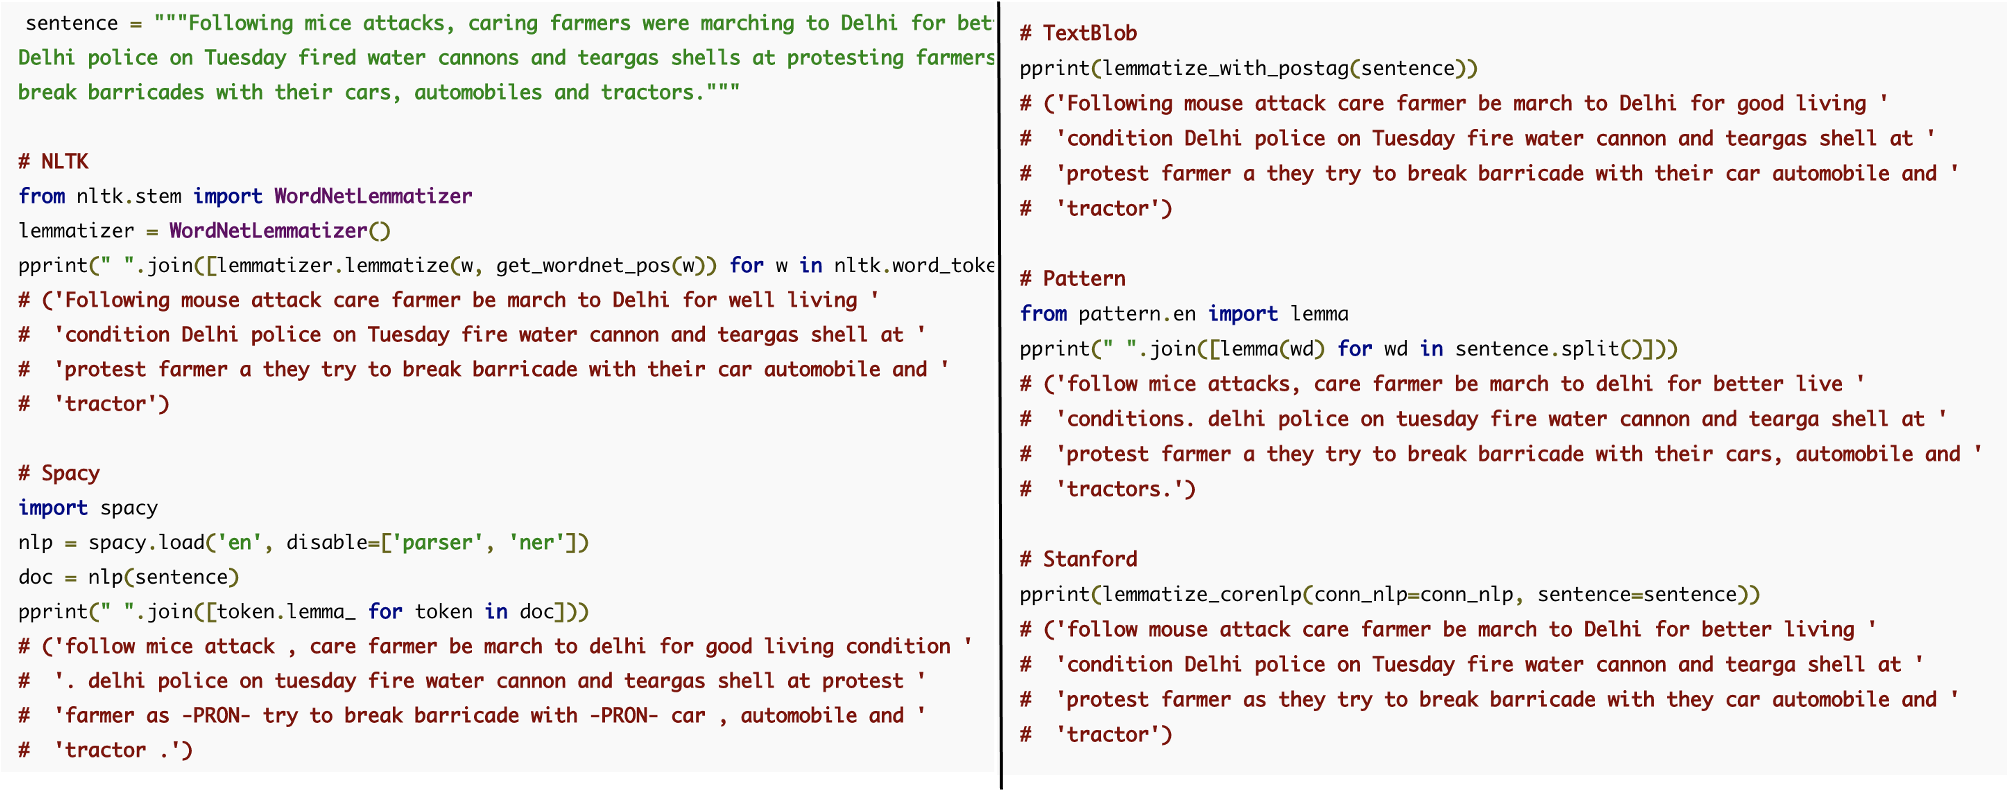 sentence = """Following mice attacks, caring farmers were marching to Delhi for bet
Delhi police on Tuesday fired water cannons and teargas shells at protesting farmers
break barricades with their cars, automobiles and tractors."""
# NLTK
from nltk.stem import WordNetLemmatizer
lemmatizer = WordNetLemmatizer()
pprint(" ".join([lemmatizer.lemmatize(w, get_wordnet_pos(w)) for w in nltk.word_toke
# ('Following mouse attack care farmer be march to Delhi for well living '
#  'condition Delhi police on Tuesday fire water cannon and teargas shell at '
#  'protest farmer a they try to break barricade with their car automobile and '
#  'tractor')
# Spacy
import spacy
nlp = spacy.load('en', disable=['parser', 'ner'])
doc = nlp(sentence)
pprint(" ".join([token.lemma_ for token in doc]))
# ('follow mice attack , care farmer be march to delhi for good living condition '
#  '. delhi police on tuesday fire water cannon and teargas shell at protest '
#  'farmer as -PRON- try to break barricade with -PRON- car , automobile and '
#  'tractor .')
# TextBlob
pprint(lemmatize_with_postag(sentence))
# ('Following mouse attack care farmer be march to Delhi for good living '
#  'condition Delhi police on Tuesday fire water cannon and teargas shell at '
#  'protest farmer a they try to break barricade with their car automobile and '
#  'tractor')
# Pattern
from pattern.en import lemma
pprint(" ".join([lemma(wd) for wd in sentence.split()]))
# ('follow mice attacks, care farmer be march to delhi for better live '
#  'conditions. delhi police on tuesday fire water cannon and tearga shell at '
#  'protest farmer a they try to break barricade with their cars, automobile and '
#  'tractors.')
# Stanford
pprint(lemmatize_corenlp(conn_nlp=conn_nlp, sentence=sentence))
# ('follow mouse attack care farmer be march to Delhi for better living '
#  'condition Delhi police on Tuesday fire water cannon and tearga shell at '
#  'protest farmer as they try to break barricade with they car automobile and '
#  'tractor')